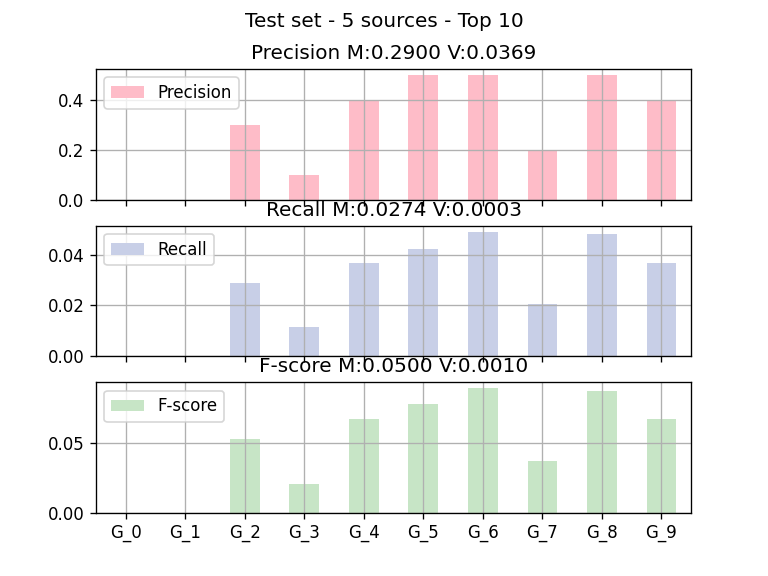 Test set - 5 sources - Top 10
Precision M:0.2900 V:0.0369
Precision
0.4
0.2
0.0
Recall M:0.0274 V:0.0003
Recall
0.04
0.02
0.00
F-score M:0.0500 V:0.0010
F-score
0.05
0.00
G_0 G_1 G_2 G_3 G_4 G_5 G_6 G_7 G_8 G_9